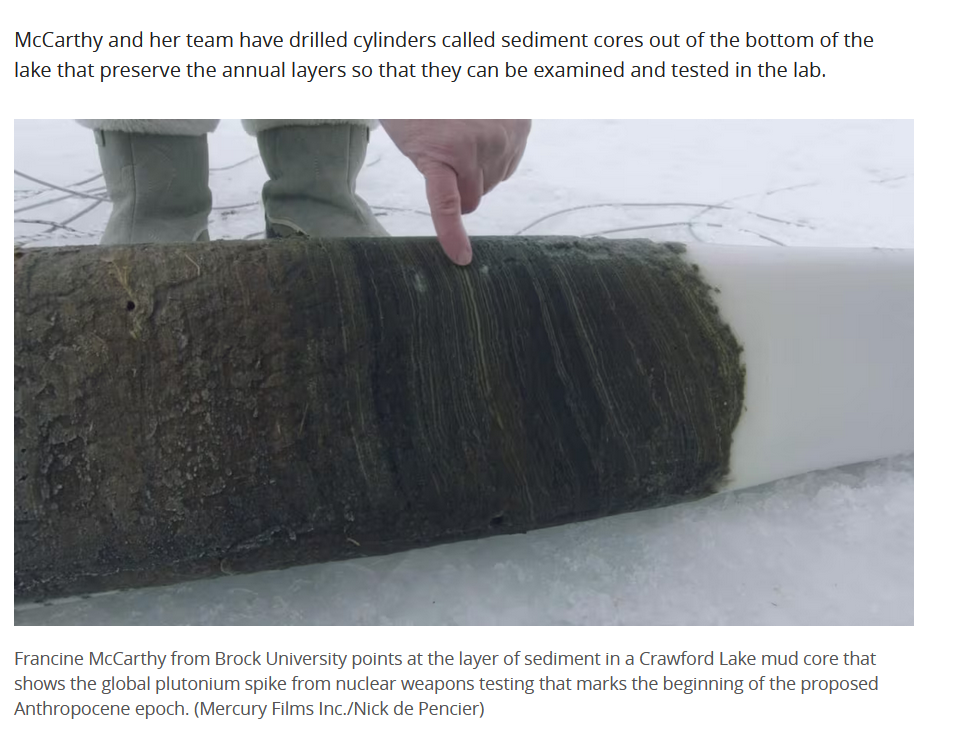 McCarthy and her team have drilled cylinders called sediment cores out of the bottom of the
lake that preserve the annual layers so that they can be examined and tested in the lab.
Francine McCarthy from Brock University points at the layer of sediment in a Crawford Lake mud core that
shows the global plutonium spike from nuclear weapons testing that marks the beginning of the proposed
Anthropocene epoch. (Mercury Films Inc./Nick de Pencier)